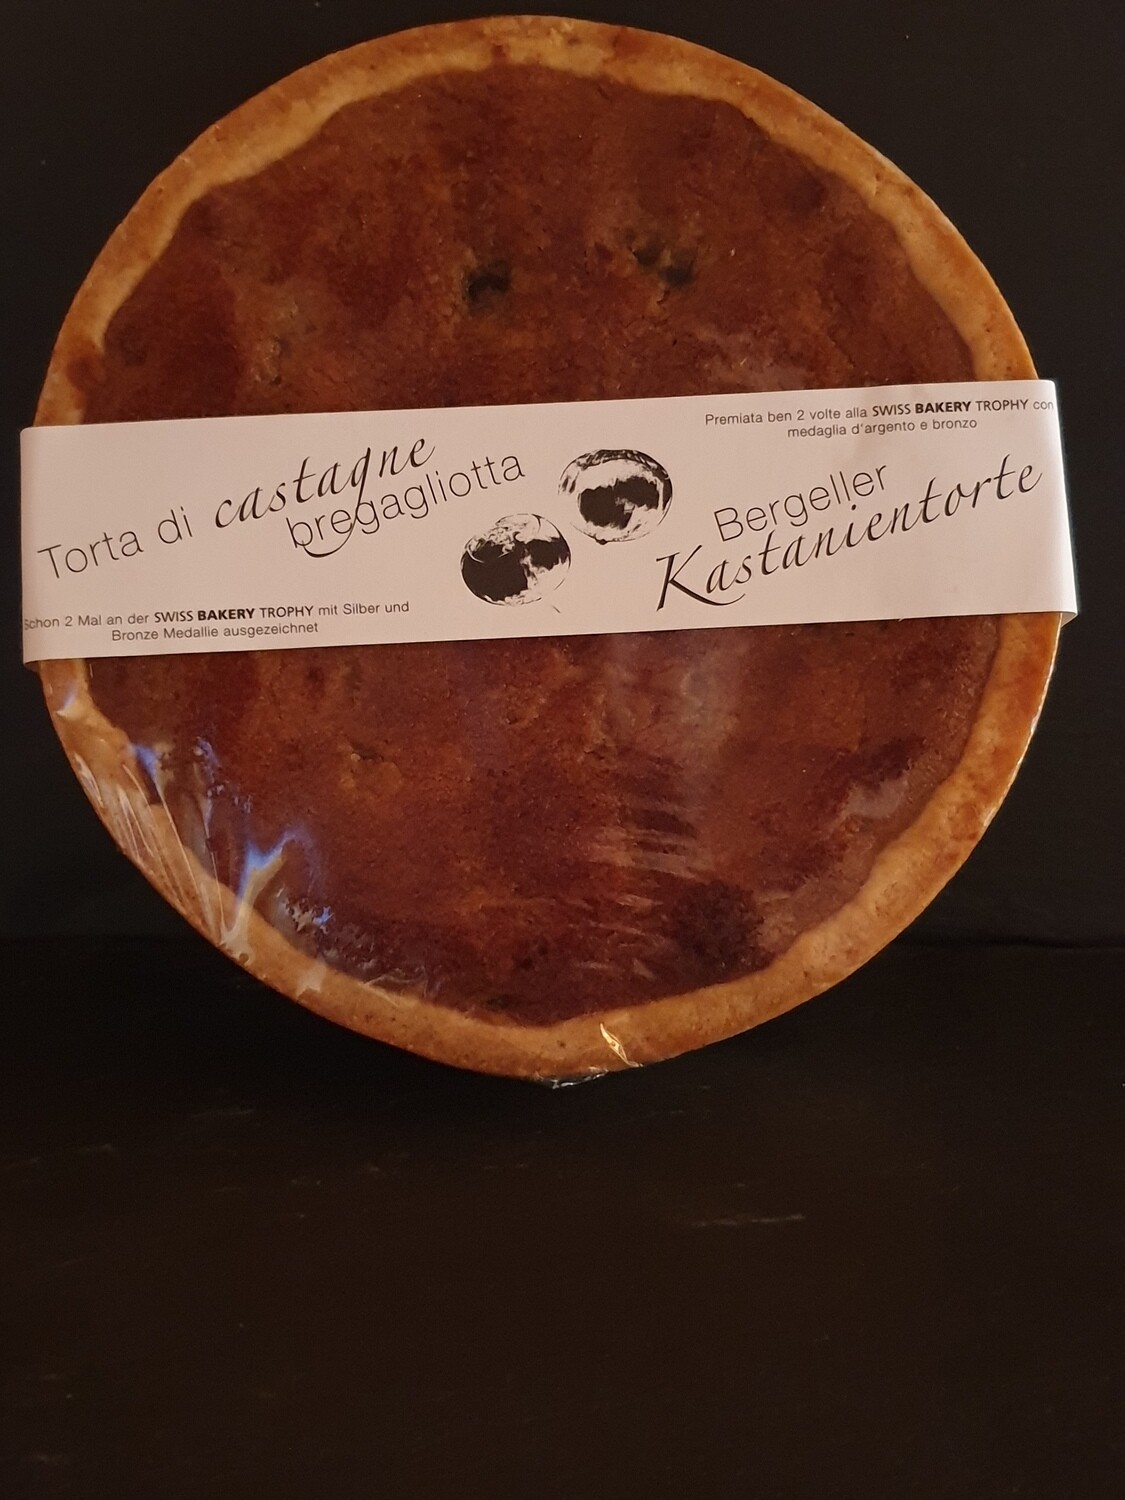 Torta di castagne
bregagliotta
Schon 2 Mal an der SWISS BAKERY TROPHY mit Silber und
Bronze Medallie ausgezeichnet
Premiata ben 2 volte alla SWISS BAKERY TROPHY con
medaglia d'argento e bronzo
Bergeller
Kastanientorte